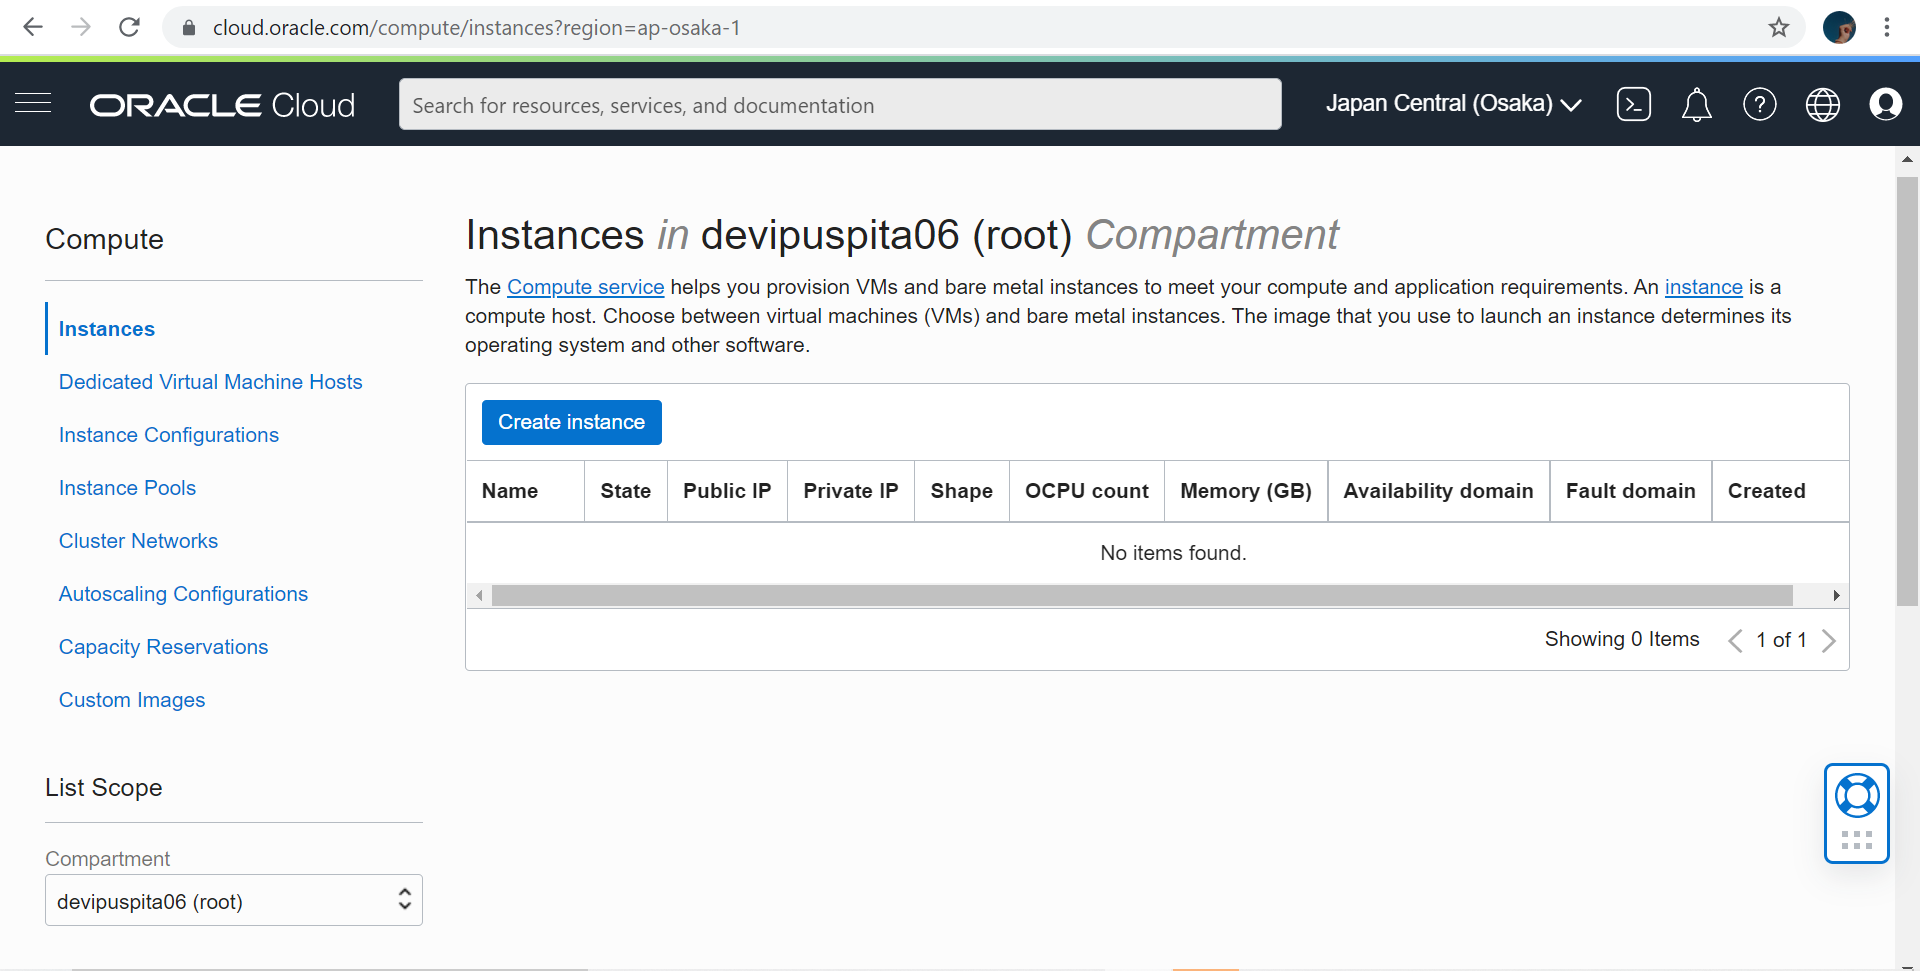 cloud.oracle.com/compute/instances?region=ap-osaka-1
ORACLE Cloud
Search for resources, services, and documentation
Japan Central (Osaka)
Compute
Instances
Dedicated Virtual Machine Hosts
Instance Configurations
Instance Pools
Cluster Networks
Autoscaling Configurations
Capacity Reservations
Custom Images
List Scope
Compartment
devipuspita06 (root)
Instances in devipuspita06 (root) Compartment
The Compute service helps you provision VMs and bare metal instances to meet your compute and application requirements. An instance is a
compute host. Choose between virtual machines (VMs) and bare metal instances. The image that you use to launch an instance determines its
operating system and other software.
Create instance
Name State Public IP Private IP Shape OCPU count Memory (GB) Availability domain Fault domain Created
No items found.
Showing 0 Items 1 of 1